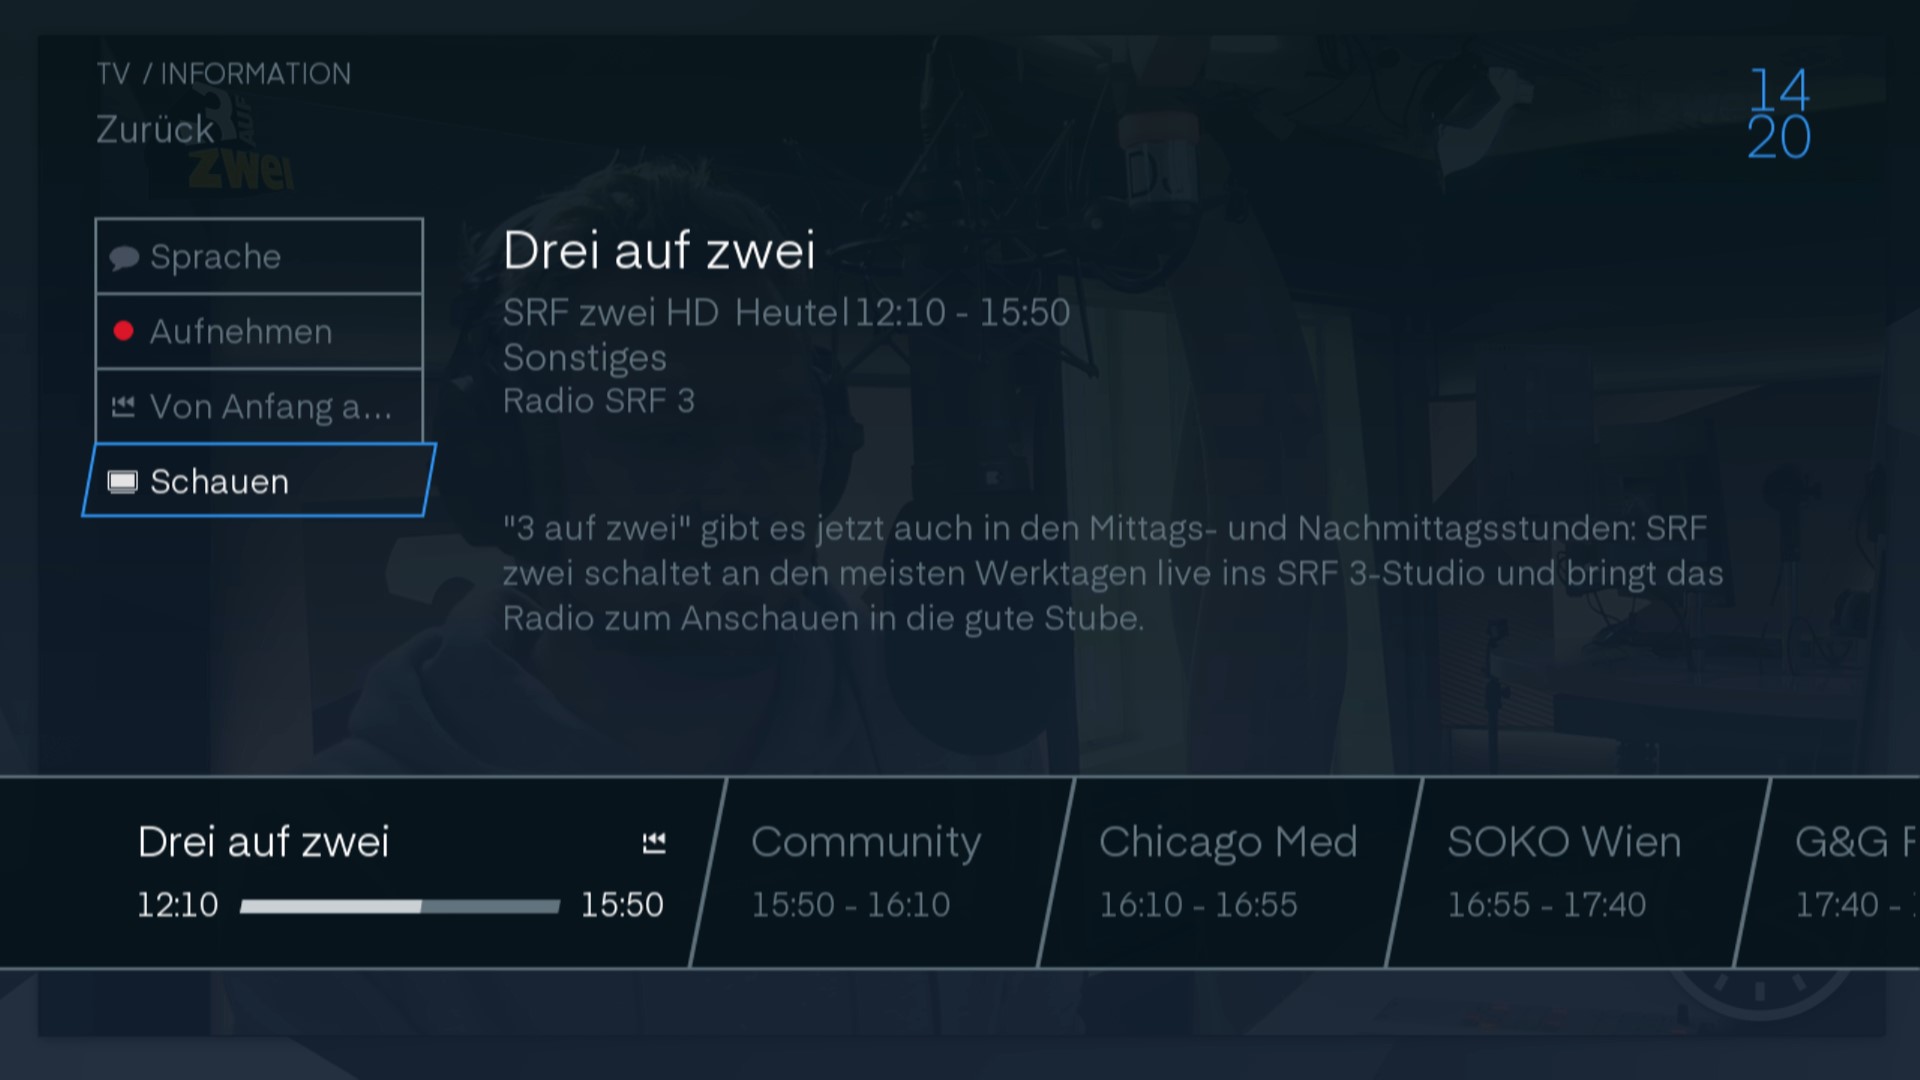 TV / INFORMATION
Zurück
14
20
3 AUF
zwei
Sprache
Aufnehmen
Von Anfang a...
Schauen
Drei auf zwei
SRF zwei HD Heute|12:10 - 15:50
Sonstiges
Radio SRF 3
"3 auf zwei" gibt es jetzt auch in den Mittags- und Nachmittagsstunden: SRF
zwei schaltet an den meisten Werktagen live ins SRF 3-Studio und bringt das
Radio zum Anschauen in die gute Stube.
Drei auf zwei
12:10 15:50
Community
15:50 - 16:10
Chicago Med
16:10 - 16:55
SOKO Wien
16:55 - 17:40
G&G
17:40 -